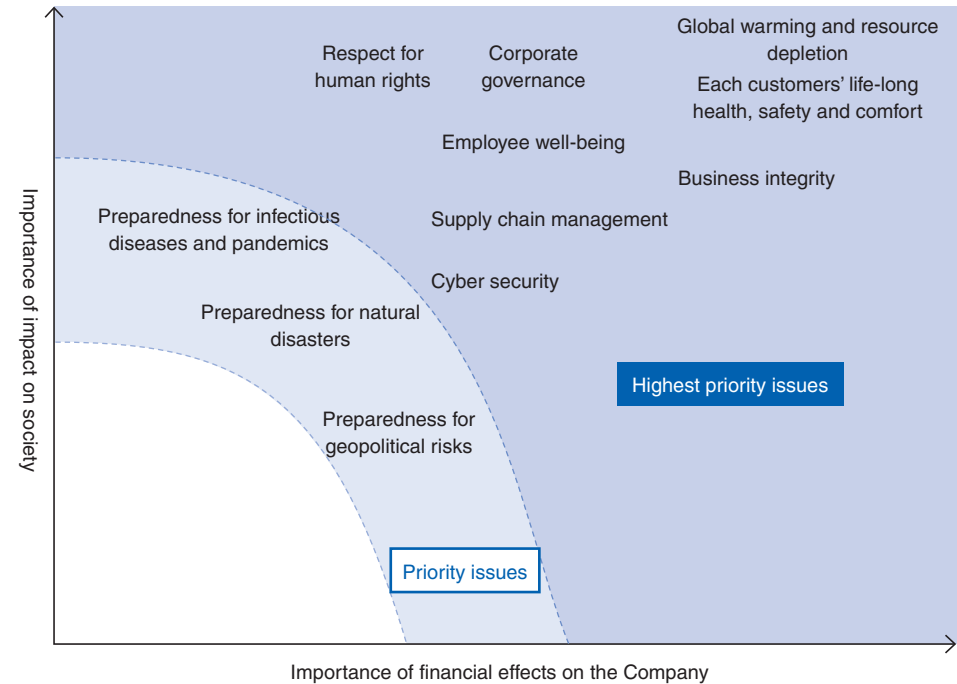 Global warming and resource
depletion
Respect for
human rights
Corporate
governance
Each customers’ life-long
health, safety and comfort
Employee well-being
Business integrity
Preparedness for infectious
diseases and pandemics
Supply chain management
Cyber security
Preparedness for natural
disasters
Highest priority issues
Preparedness for
geopolitical risks
Priority issues
Importance of impact on society
Importance of financial effects on the Company